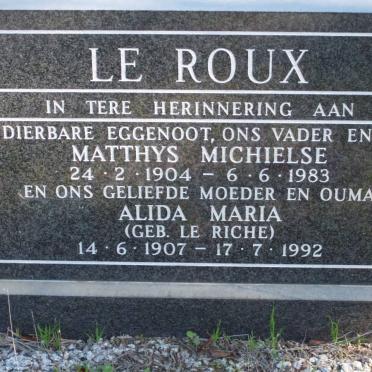 LE ROUX
IN TERE HERINNERING AAN
DIERBARE EGGENOOT, ONS VADER EN
MATTHYS MICHIELSE
24 · 2 · 1904 – 6 · 6 · 1983
EN ONS GELIEFDE MOEDER EN OUMA
ALIDA MARIA
(GEB. LE RICHE)
14 · 6 · 1907 – 17 · 7 · 1992